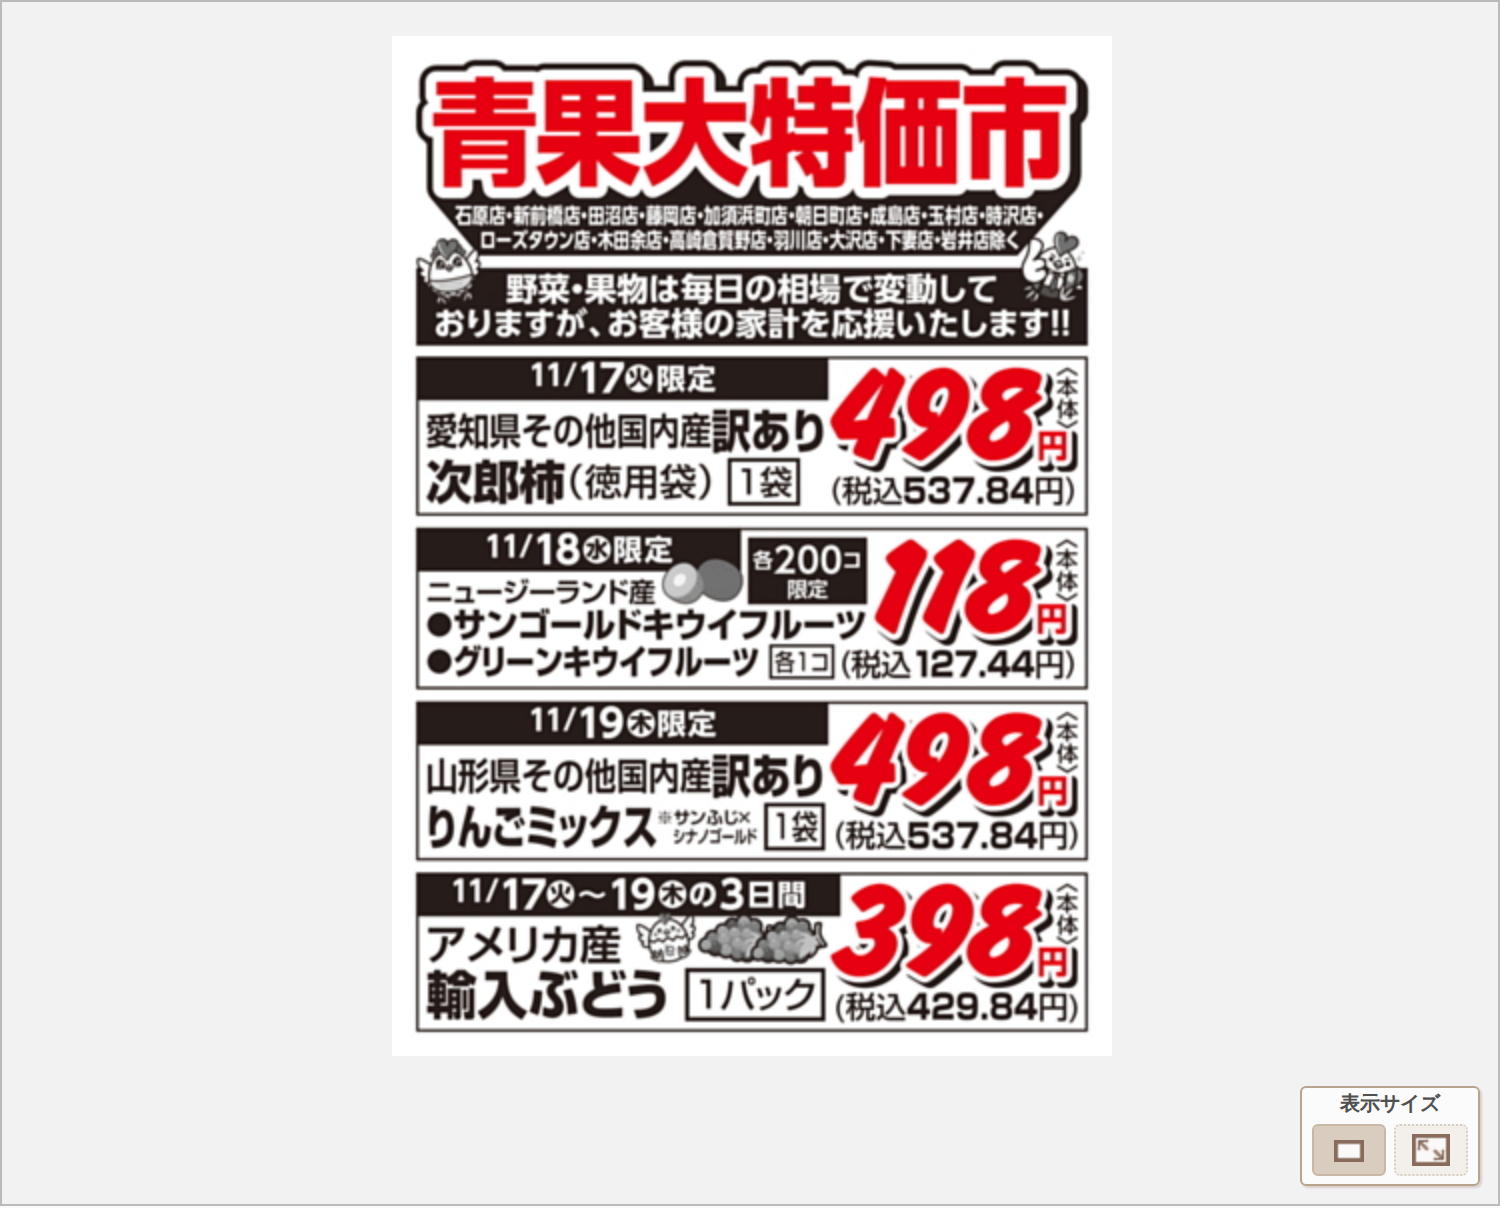 青果大特価市
石原店・新前橋店・田沼店・藤岡店・加須浜町店・朝日町店・成島店・玉村店・時沢店・
ローズタウン店・木田余店・高崎倉賀野店・羽川店・大沢店・下妻店・岩井店除く
野菜・果物は毎日の相場で変動して
おりますが、お客様の家計を応援いたします!!
11/17㊋限定
愛知県その他国内産訳あり
次郎柿(徳用袋) 1袋
498円〈本体〉
(税込537.84円)
11/18㊌限定
各200コ
限定
ニュージーランド産
●サンゴールドキウイフルーツ
●グリーンキウイフルーツ 各1コ
118円〈本体〉
(税込127.44円)
11/19㊍限定
山形県その他国内産訳あり
りんごミックス ※サンふじ×
シナノゴールド 1袋
498円〈本体〉
(税込537.84円)
11/17㊋～19㊍の3日間
アメリカ産
輸入ぶどう 1パック
398円〈本体〉
(税込429.84円)
表示サイズ